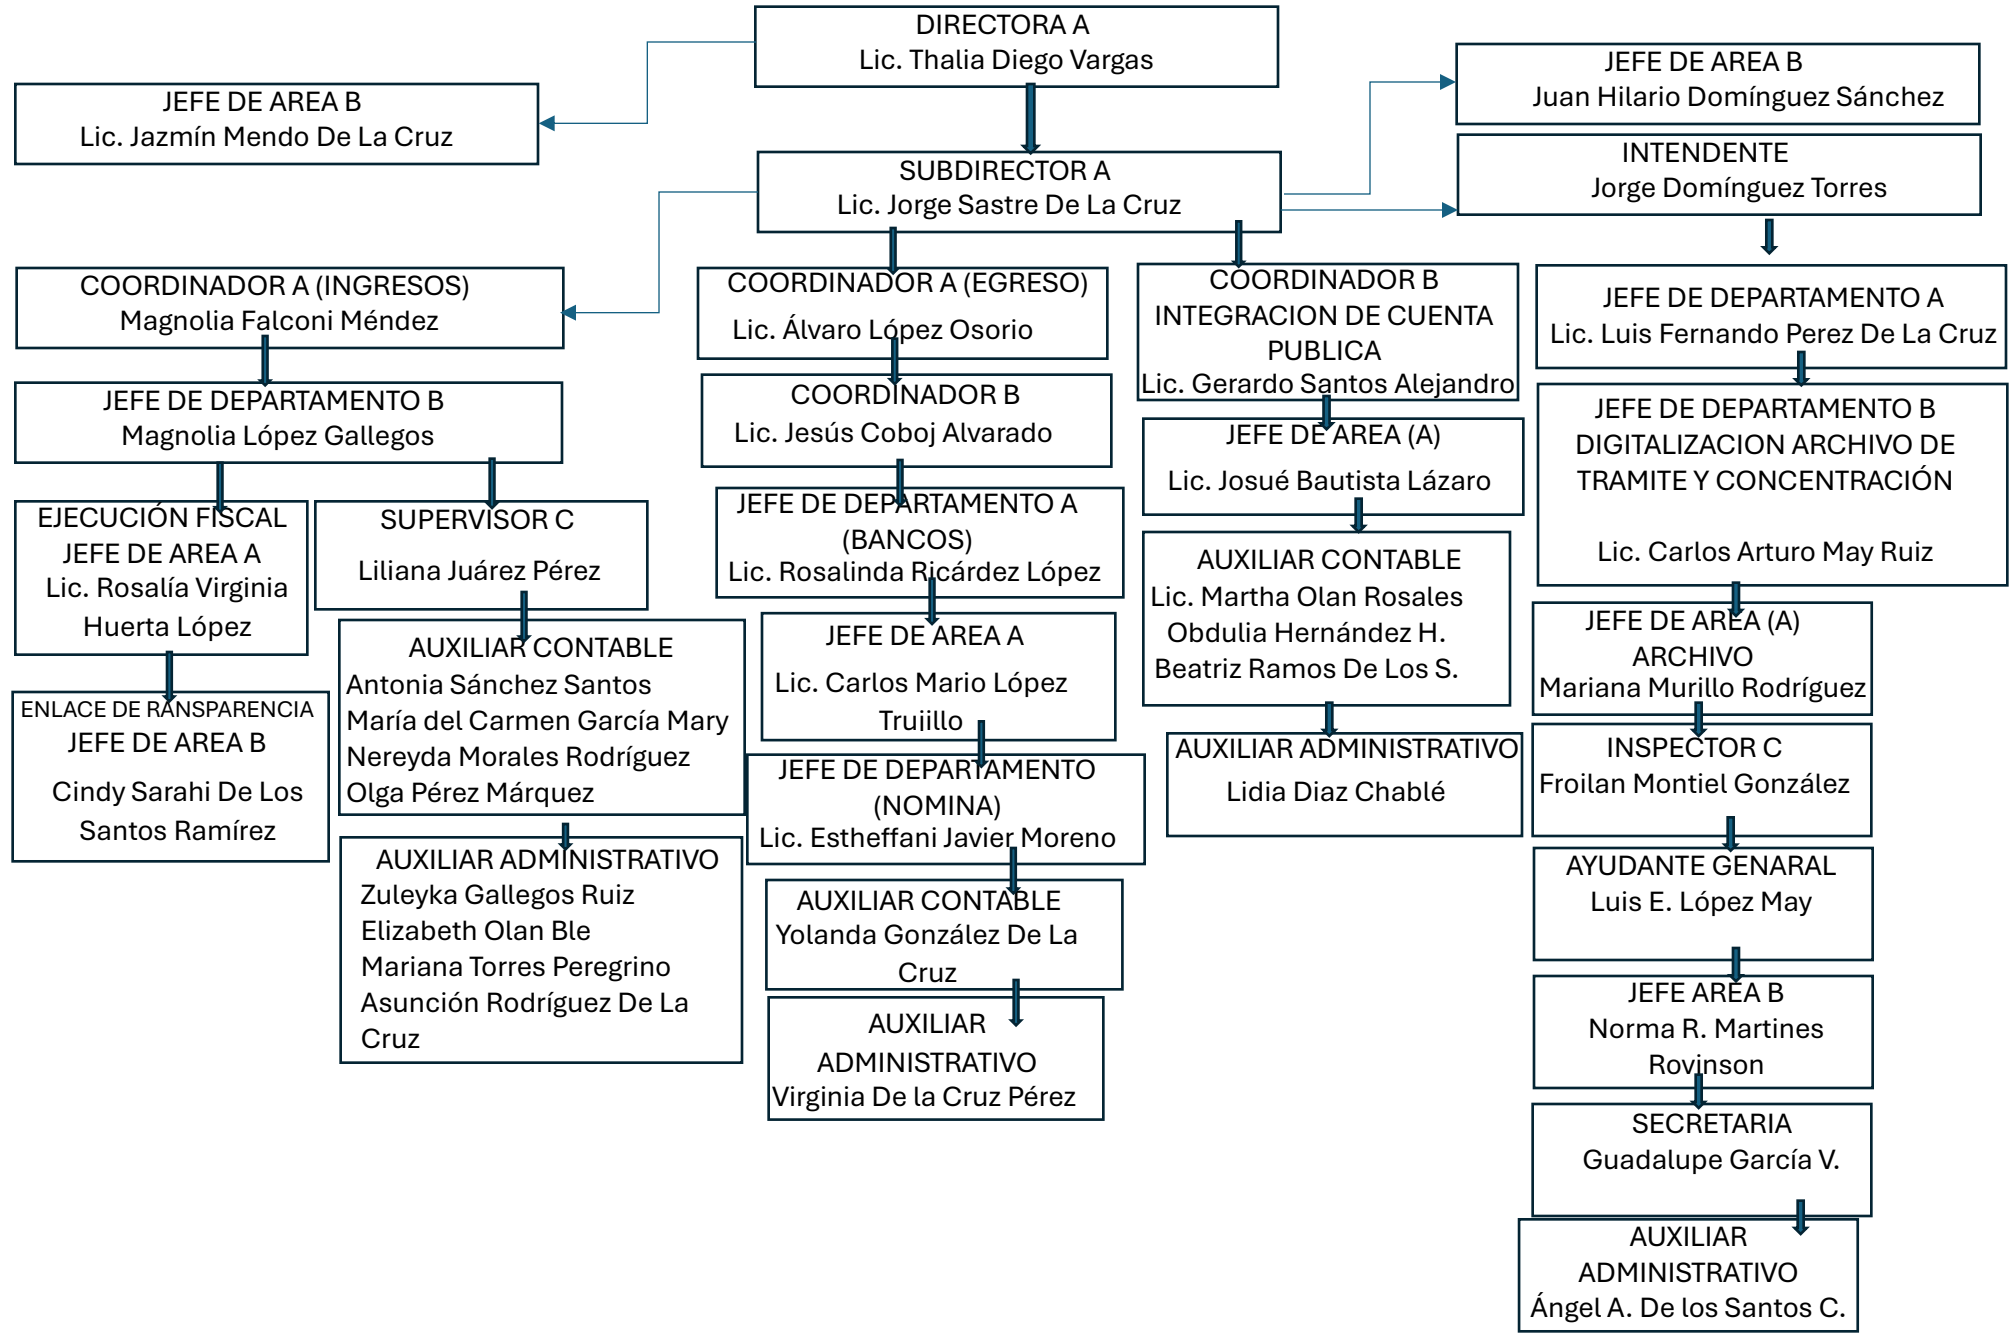 DIRECTORA A
Lic. Thalia Diego Vargas
JEFE DE AREA B
Lic. Jazmín Mendo De La Cruz
JEFE DE AREA B
Juan Hilario Domínguez Sánchez
SUBDIRECTOR A
Lic. Jorge Sastre De La Cruz
INTENDENTE
Jorge Domínguez Torres
COORDINADOR A (INGRESOS)
Magnolia Falconi Méndez
JEFE DE DEPARTAMENTO B
Magnolia López Gallegos
EJECUCIÓN FISCAL
JEFE DE AREA A
Lic. Rosalía Virginia
Huerta López
ENLACE DE RANSPARENCIA
JEFE DE AREA B
Cindy Sarahi De Los
Santos Ramírez
SUPERVISOR C
Liliana Juárez Pérez
AUXILIAR CONTABLE
Antonia Sánchez Santos
María del Carmen García Mary
Nereyda Morales Rodríguez
Olga Pérez Márquez
AUXILIAR ADMINISTRATIVO
Zuleyka Gallegos Ruiz
Elizabeth Olan Ble
Mariana Torres Peregrino
Asunción Rodríguez De La
Cruz
COORDINADOR A (EGRESO)
Lic. Álvaro López Osorio
COORDINADOR B
Lic. Jesús Coboj Alvarado
JEFE DE DEPARTAMENTO A
(BANCOS)
Lic. Rosalinda Ricárdez López
JEFE DE AREA A
Lic. Carlos Mario López
Trujillo
JEFE DE DEPARTAMENTO
(NOMINA)
Lic. Estheffani Javier Moreno
AUXILIAR CONTABLE
Yolanda González De La
Cruz
AUXILIAR
ADMINISTRATIVO
Virginia De la Cruz Pérez
COORDINADOR B
INTEGRACION DE CUENTA
PUBLICA
Lic. Gerardo Santos Alejandro
JEFE DE AREA (A)
Lic. Josué Bautista Lázaro
AUXILIAR CONTABLE
Lic. Martha Olan Rosales
Obdulia Hernández H.
Beatriz Ramos De Los S.
AUXILIAR ADMINISTRATIVO
Lidia Diaz Chablé
JEFE DE DEPARTAMENTO A
Lic. Luis Fernando Perez De La Cruz
JEFE DE DEPARTAMENTO B
DIGITALIZACION ARCHIVO DE
TRAMITE Y CONCENTRACIÓN
Lic. Carlos Arturo May Ruiz
JEFE DE AREA (A)
ARCHIVO
Mariana Murillo Rodríguez
INSPECTOR C
Froilan Montiel González
AYUDANTE GENARAL
Luis E. López May
JEFE AREA B
Norma R. Martines
Rovinson
SECRETARIA
Guadalupe García V.
AUXILIAR
ADMINISTRATIVO
Ángel A. De los Santos C.